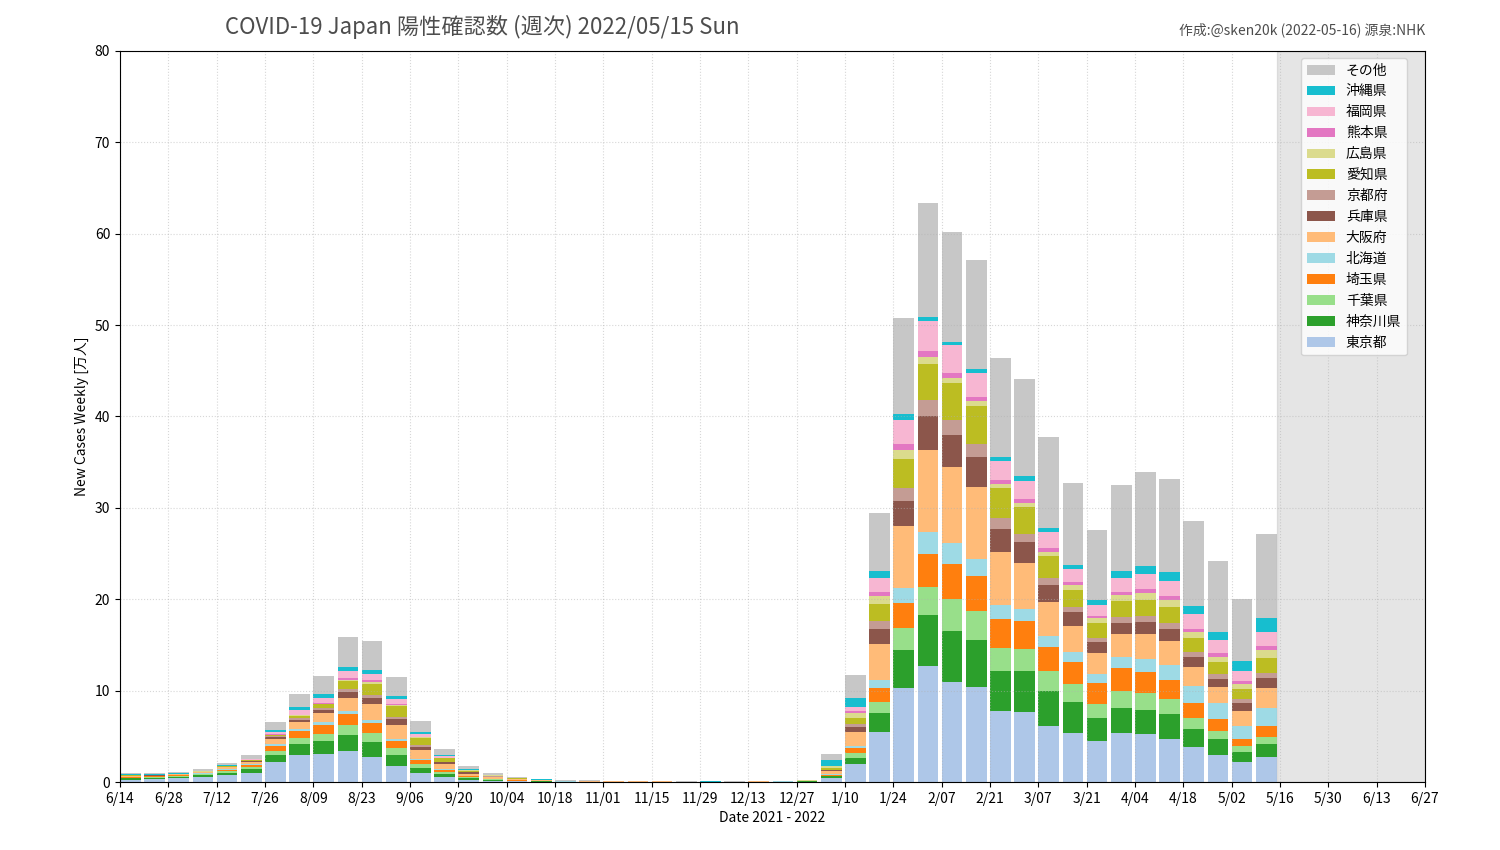 COVID-19 Japan 陽性確認数 (週次) 2022/05/15 Sun
作成:@sken20k (2022-05-16) 源泉:NHK
80
70
60
50
40
30
20
10
0
New Cases Weekly [万人]
その他
沖縄県
福岡県
熊本県
広島県
愛知県
京都府
兵庫県
大阪府
北海道
埼玉県
千葉県
神奈川県
東京都
6/14 6/28 7/12 7/26 8/09 8/23 9/06 9/20 10/04 10/18 11/01 11/15 11/29 12/13 12/27 1/10 1/24 2/07 2/21 3/07 3/21 4/04 4/18 5/02 5/16 5/30 6/13 6/27
Date 2021 - 2022